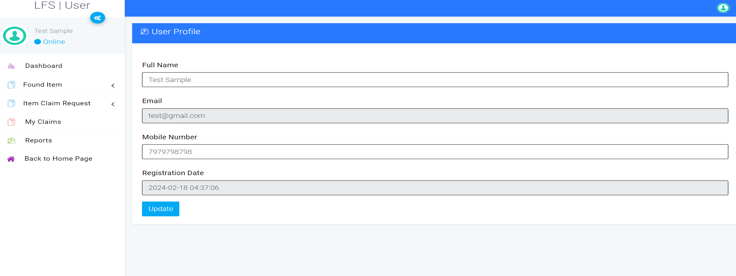 LFS | User
Test Sample
Online
Dashboard
Found Item
Item Claim Request
My Claims
Reports
Back to Home Page
User Profile
Full Name
Test Sample
Email
test@gmail.com
Mobile Number
7979798798
Registration Date
2024-02-18 04:37:06
Update